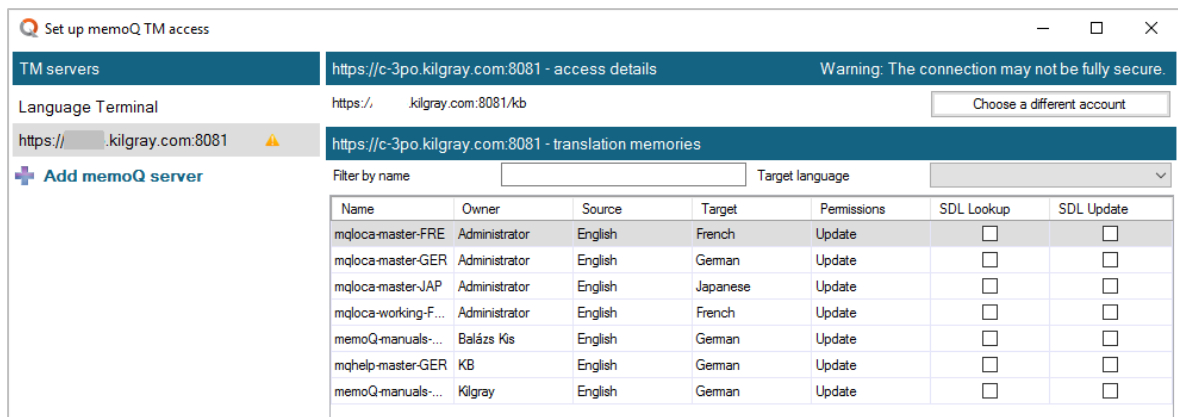 Set up memoQ TM access
TM servers
https://c-3po.kilgray.com:8081 - access details Warning: The connection may not be fully secure.
Language Terminal
https:/ .kilgray.com:8081/kb Choose a different account
https:// .kilgray.com:8081
https://c-3po.kilgray.com:8081 - translation memories
Add memoQ server
Filter by name Target language
Name Owner Source Target Permissions SDL Lookup SDL Update
mqloca-master-FRE Administrator English French Update
mqloca-master-GER Administrator English German Update
mqloca-master-JAP Administrator English Japanese Update
mqloca-working-F... Administrator English French Update
memoQ-manuals-... Balázs Kis English German Update
mqhelp-master-GER KB English German Update
memoQ-manuals-... Kilgray English German Update